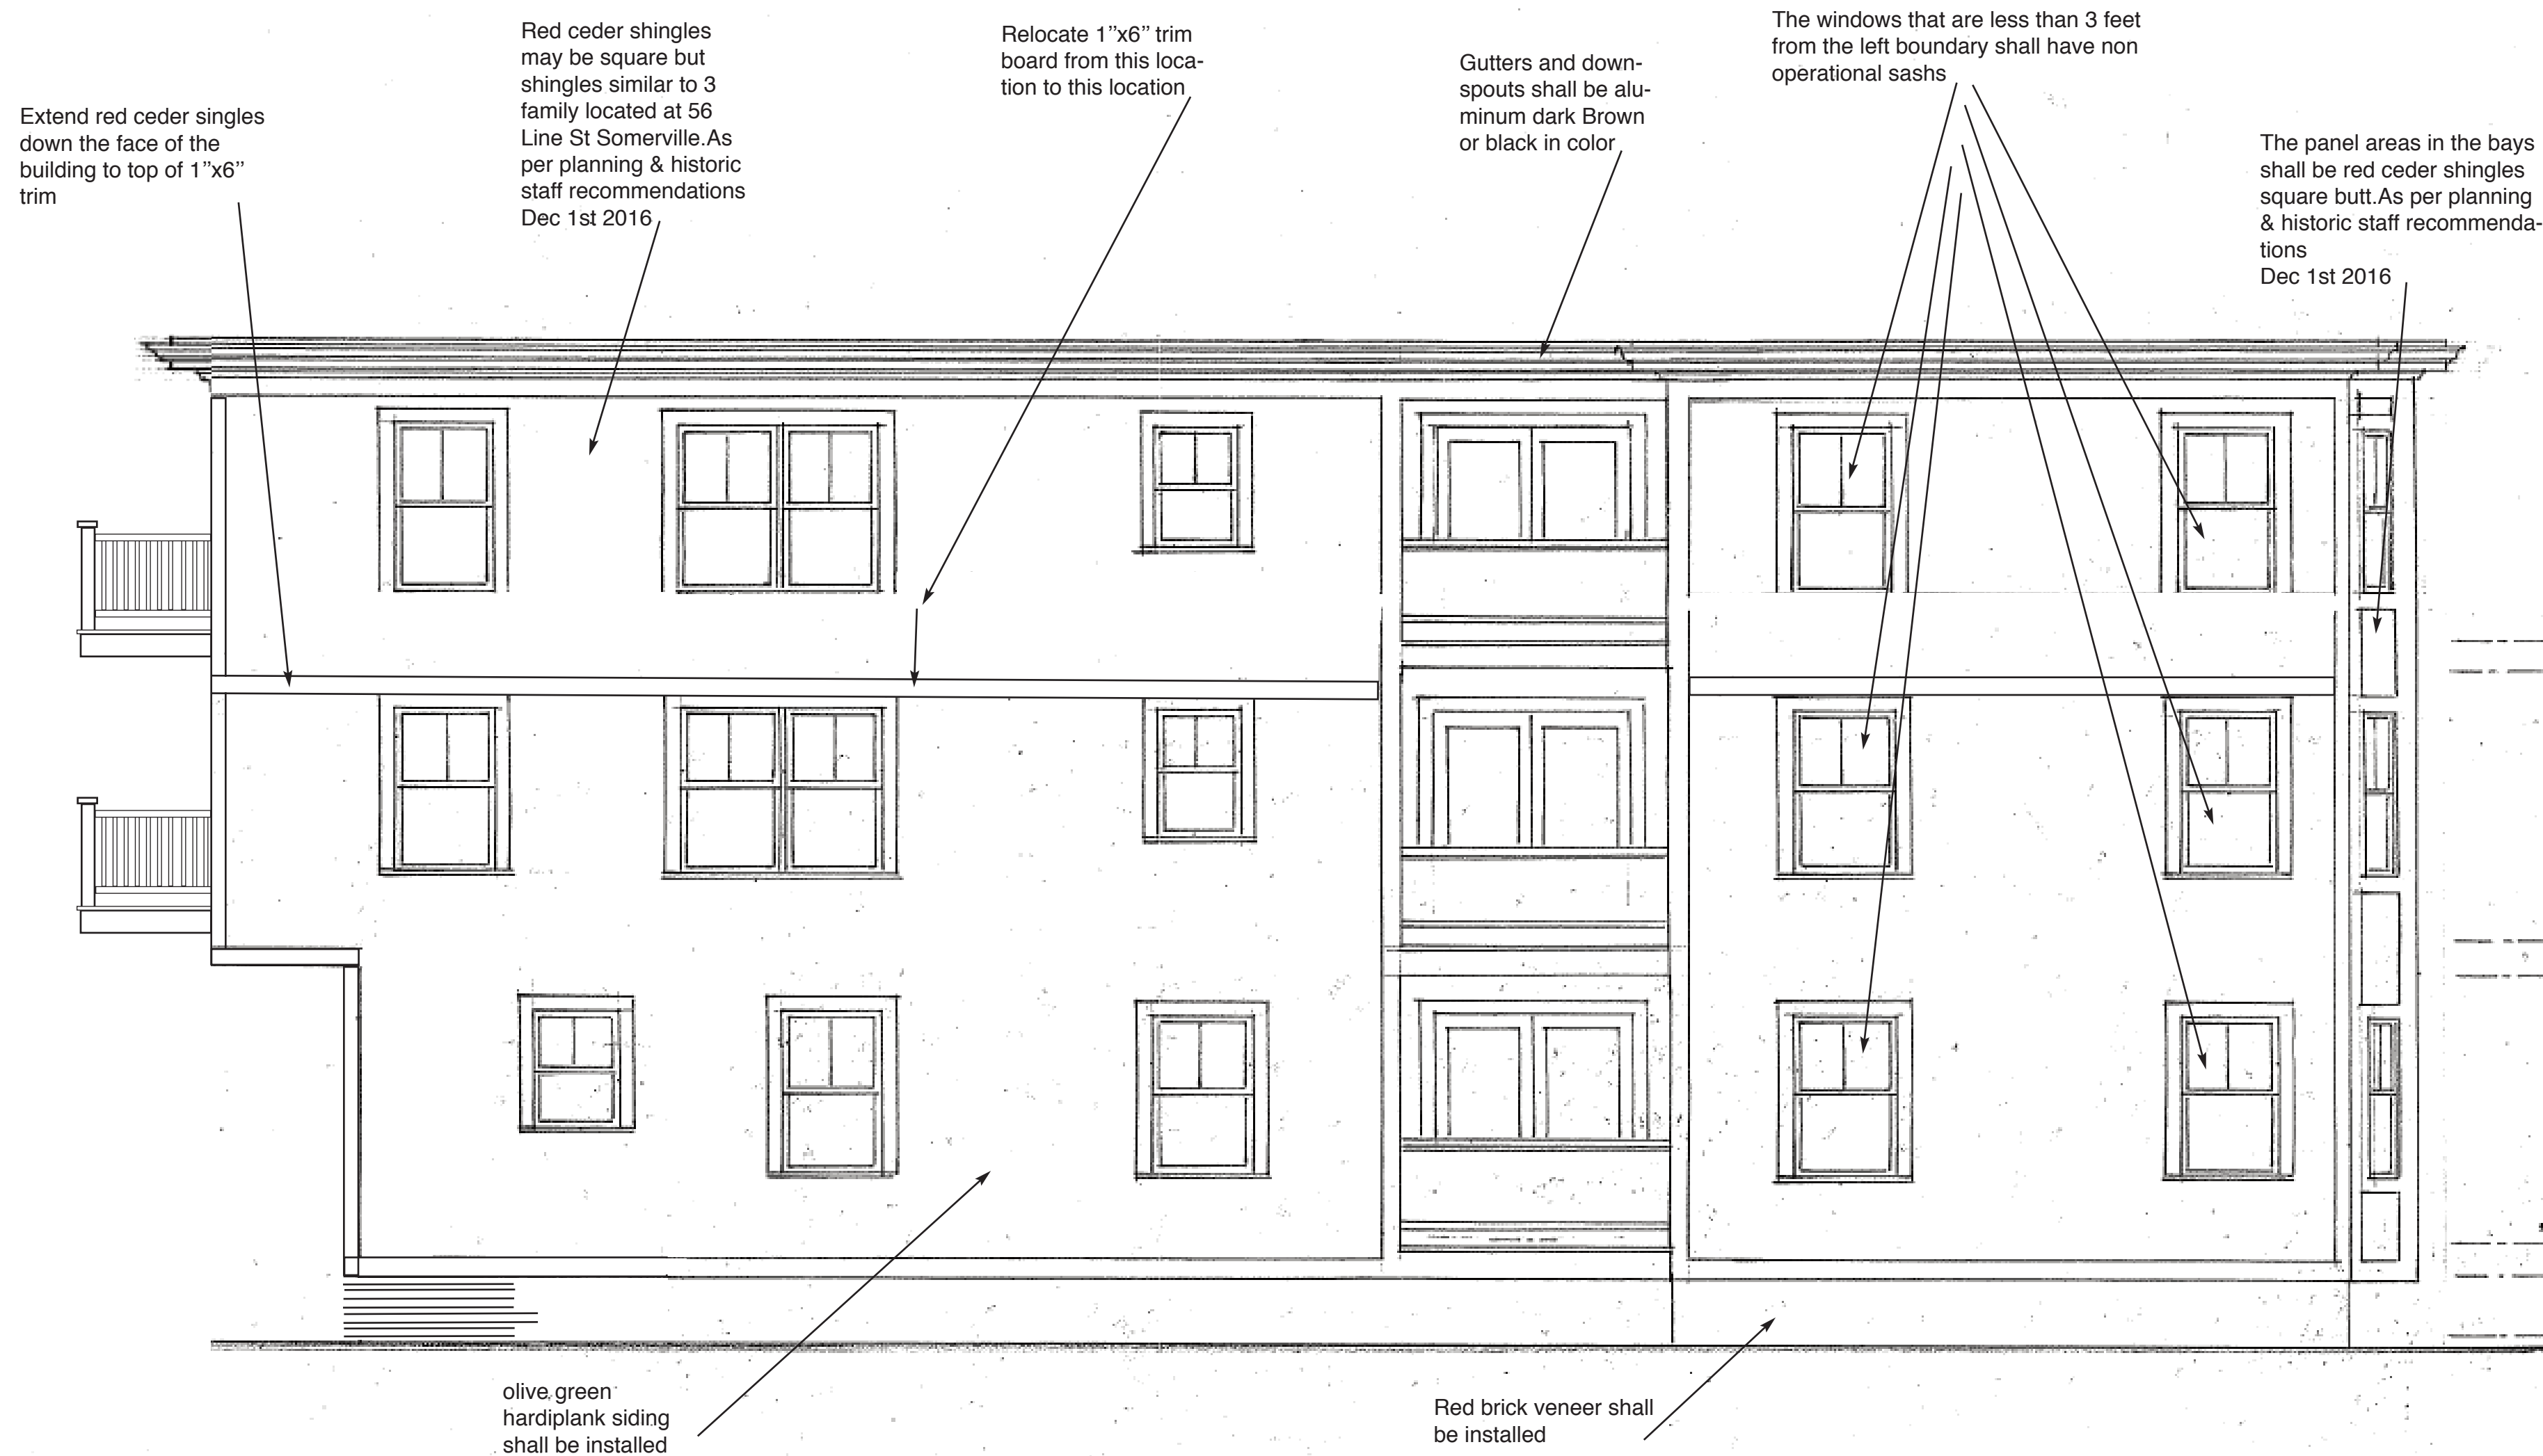 Extend red ceder singles
down the face of the
building to top of 1”x6”
trim
Red ceder shingles
may be square but
shingles similar to 3
family located at 56
Line St Somerville.As
per planning & historic
staff recommendations
Dec 1st 2016
Relocate 1”x6” trim
board from this loca-
tion to this location
Gutters and down-
spouts shall be alu-
minum dark Brown
or black in color
The windows that are less than 3 feet
from the left boundary shall have non
operational sashs
The panel areas in the bays
shall be red ceder shingles
square butt.As per planning
& historic staff recommenda-
tions
Dec 1st 2016
olive green
hardiplank siding
shall be installed
Red brick veneer shall
be installed